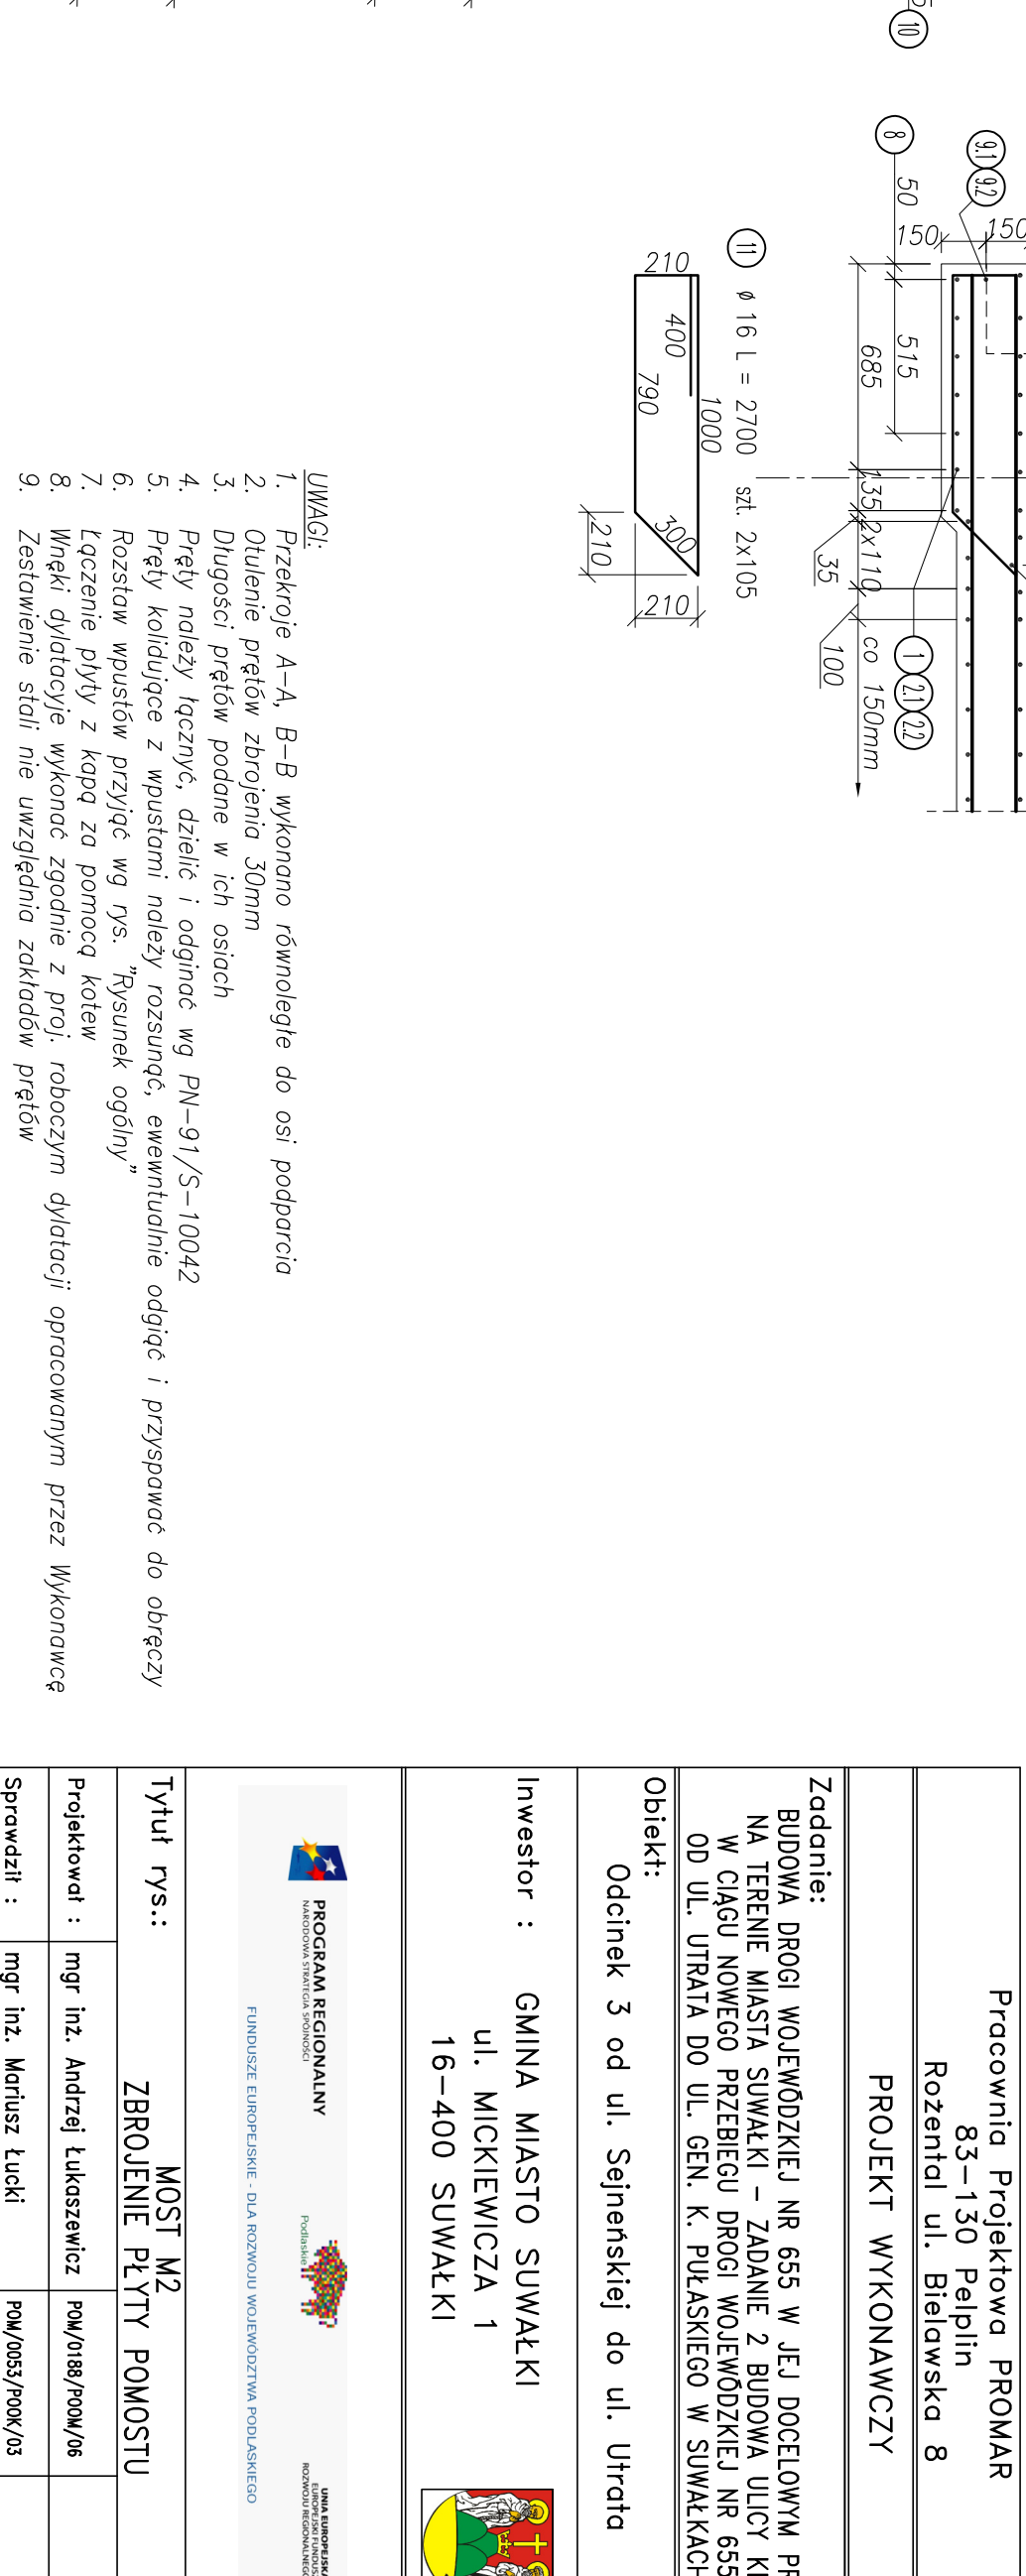 10
9.1 9.2
8
50
150
150
515
685
135
2x110
35
100
co 150mm
1 2.1 2.2
11 ø 16 L = 2700 szt. 2x105
210
400
790
1000
300
210
210
UWAGI:
1. Przekroje A-A, B-B wykonano równoległe do osi podparcia
2. Otulenie prętów zbrojenia 30mm
3. Długości prętów podane w ich osiach
4. Pręty należy łącznyć, dzielić i odginać wg PN-91/S-10042
5. Pręty kolidujące z wpustami należy rozsunąć, ewewntualnie odgiąć i przyspawać do obręczy
6. Rozstaw wpustów przyjąć wg rys. "Rysunek ogólny"
7. Łączenie płyty z kapą za pomocą kotew
8. Wnęki dylatacyje wykonać zgodnie z proj. roboczym dylatacji opracowanym przez Wykonawcę
9. Zestawienie stali nie uwzględnia zakładów prętów
Pracownia Projektowa PROMAR
83-130 Pelplin
Rożental ul. Bielawska 8
PROJEKT WYKONAWCZY
Zadanie:
BUDOWA DROGI WOJEWÓDZKIEJ NR 655 W JEJ DOCELOWYM PR
NA TERENIE MIASTA SUWAŁKI - ZADANIE 2 BUDOWA ULICY
W CIĄGU NOWEGO PRZEBIEGU DROGI WOJEWÓDZKIEJ NR 655
OD UL. UTRATA DO UL. GEN. K. PUŁASKIEGO W SUWAŁKACH
Obiekt:
Odcinek 3 od ul. Sejneńskiej do ul. Utrata
Inwestor : GMINA MIASTO SUWAŁKI
ul. MICKIEWICZA 1
16-400 SUWAŁKI
PROGRAM REGIONALNY
NARODOWA STRATEGIA SPÓJNOŚCI
Podlaskie
UNIA EUROPEJSKA
EUROPEJSKI FUNDUSZ
ROZWOJU REGIONALNEGO
FUNDUSZE EUROPEJSKIE - DLA ROZWOJU WOJEWÓDZTWA PODLASKIEGO
Tytuł rys.: MOST M2
ZBROJENIE PŁYTY POMOSTU
Projektował : mgr inż. Andrzej Łukaszewicz POM/0188/POOM/06
Sprawdził : mgr inż. Mariusz Łucki POM/0053/POOK/03